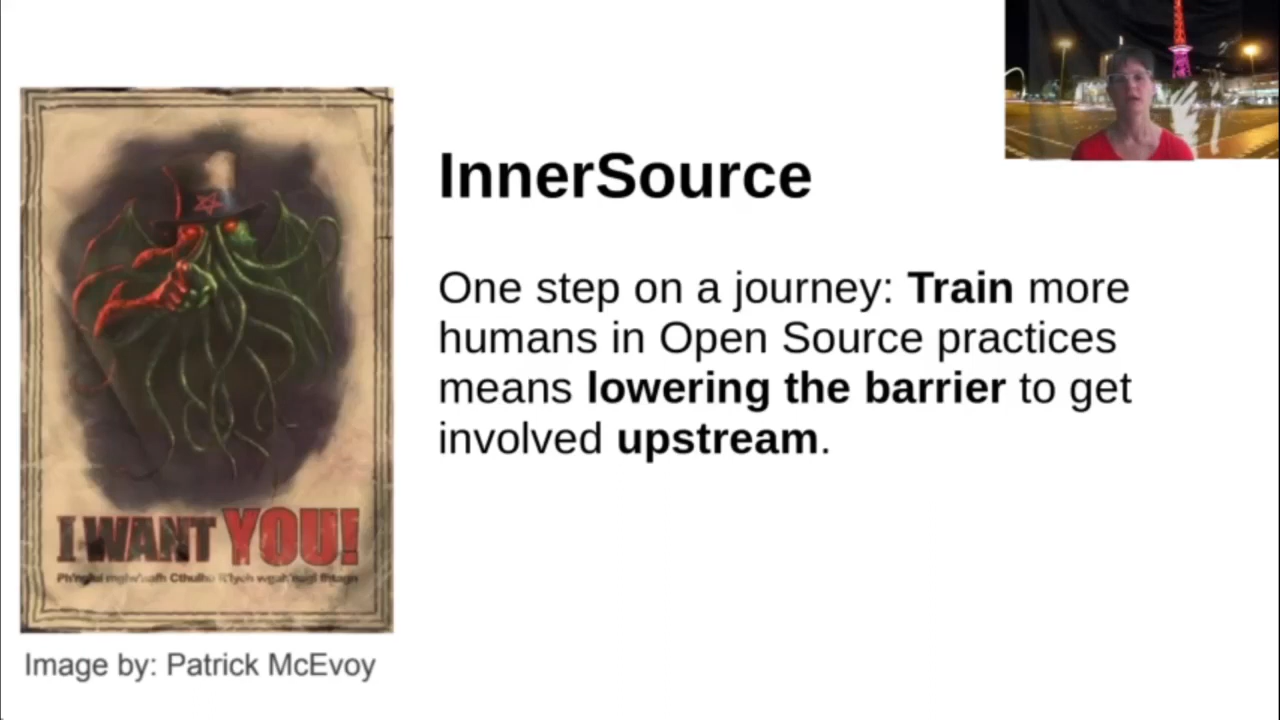 InnerSource
One step on a journey: Train more
humans in Open Source practices
means lowering the barrier to get
involved upstream.
I WANT YOU!
Cthulhu
Image by: Patrick McEvoy